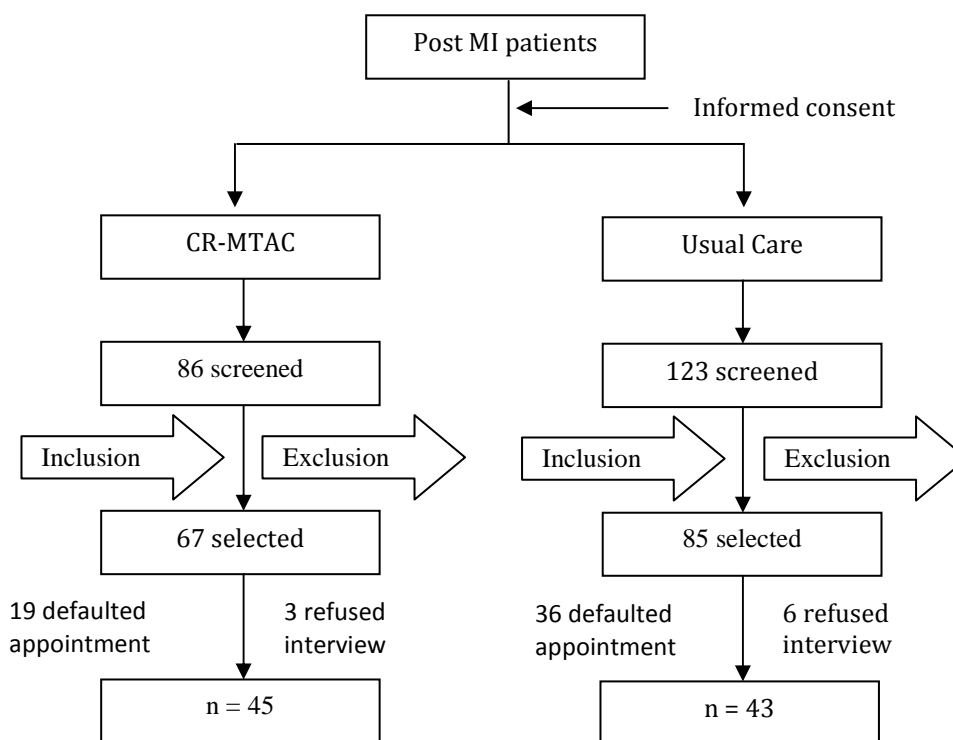 Post MI patients
Informed consent
CR-MTAC
Usual Care
86 screened
123 screened
Inclusion
Exclusion
Inclusion
Exclusion
67 selected
85 selected
19 defaulted
appointment
3 refused
interview
36 defaulted
appointment
6 refused
interview
n = 45
n = 43